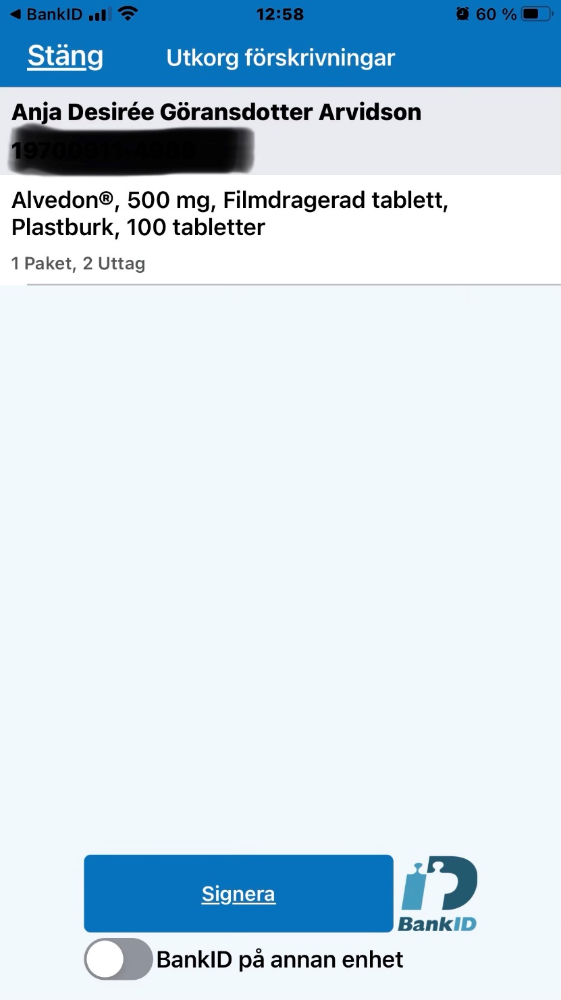 BankID
12:58
60 %
Stäng
Utkorg förskrivningar
Anja Desirée Göransdotter Arvidson
Alvedon®, 500 mg, Filmdragerad tablett,
Plastburk, 100 tabletter
1 Paket, 2 Uttag
Signera
BankID
BankID på annan enhet